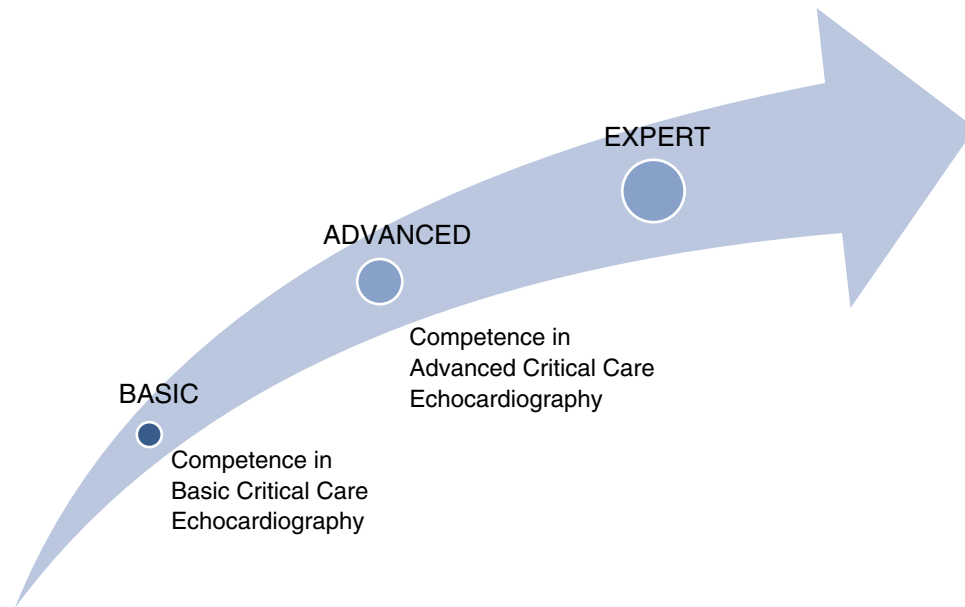 EXPERT
ADVANCED
Competence in
Advanced Critical Care
Echocardiography
BASIC
Competence in
Basic Critical Care
Echocardiography